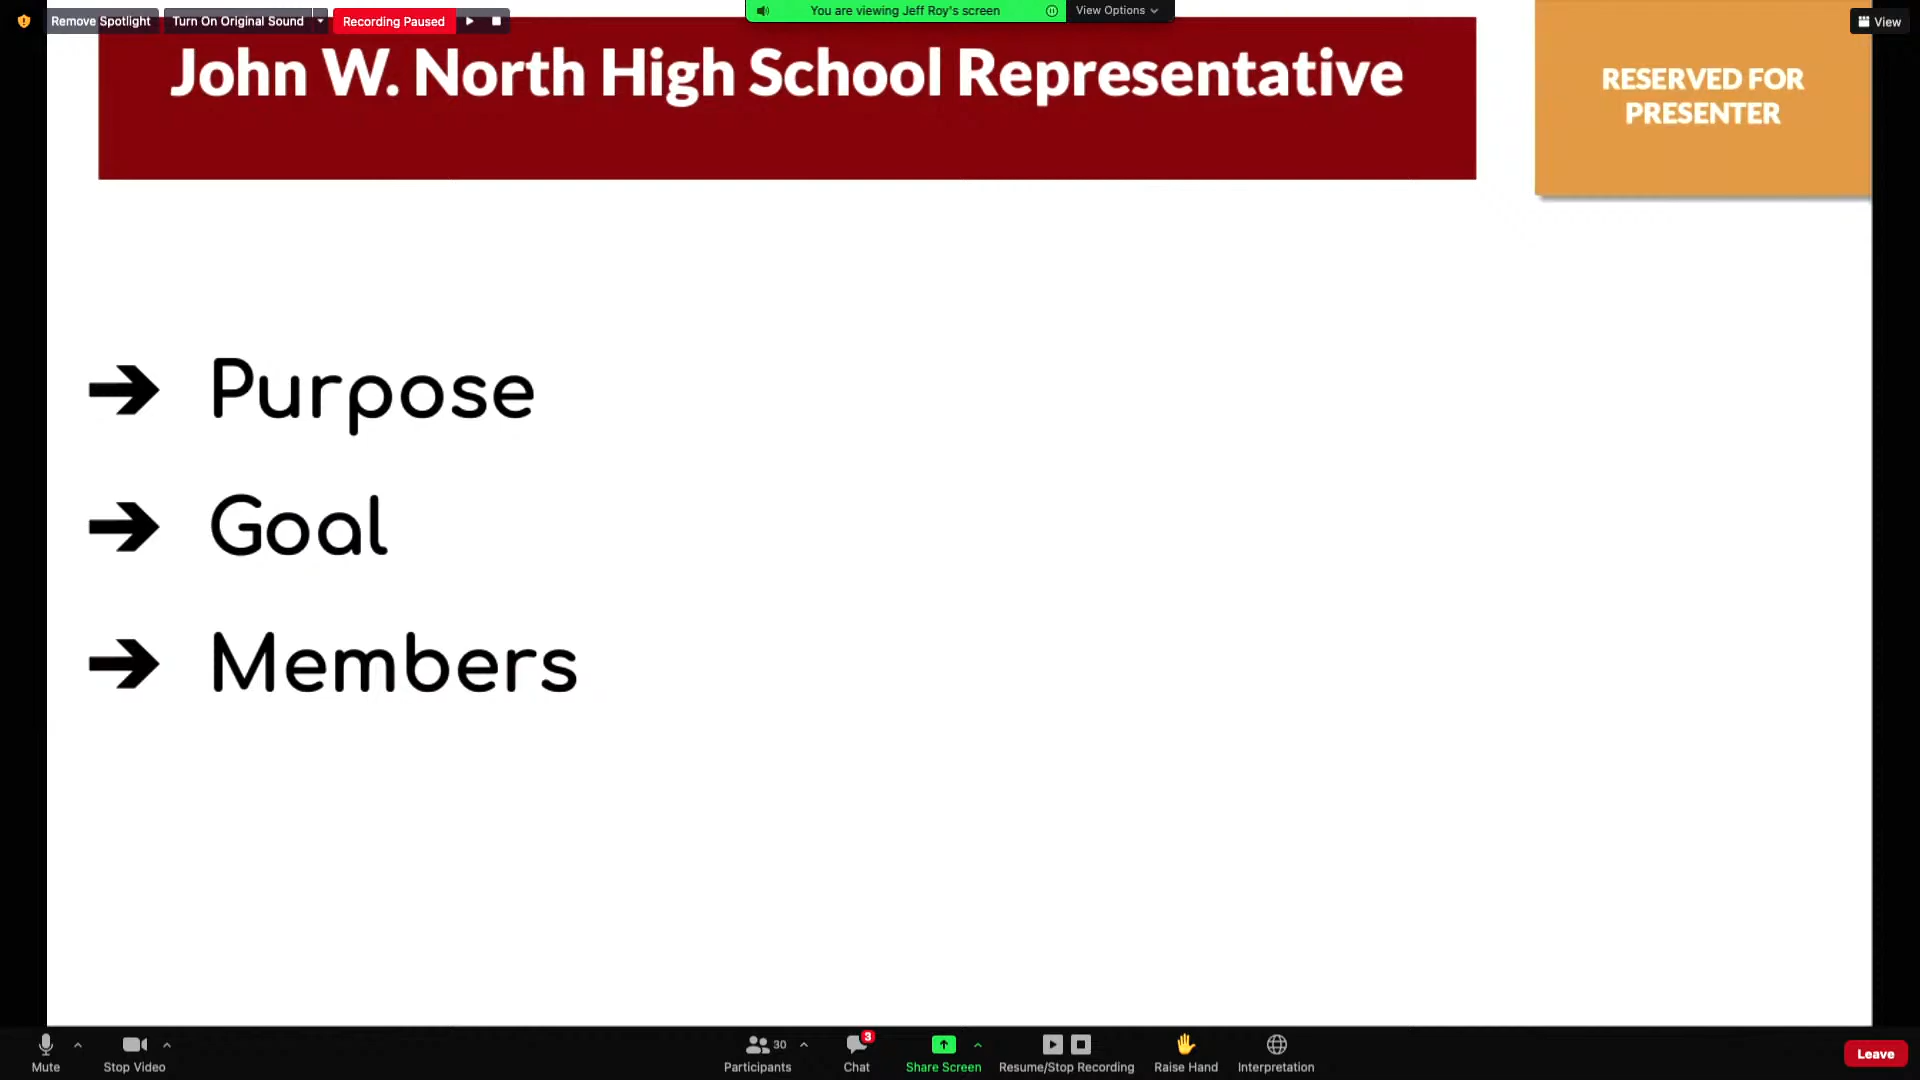 Remove Spotlight
Turn On Original Sound
Recording Paused
You are viewing Jeff Roy's screen
View Options
View
John W. North High School Representative
RESERVED FOR
PRESENTER
➔ Purpose
➔ Goal
➔ Members
Mute
Stop Video
30
Participants
3
Chat
Share Screen
Resume/Stop Recording
Raise Hand
Interpretation
Leave